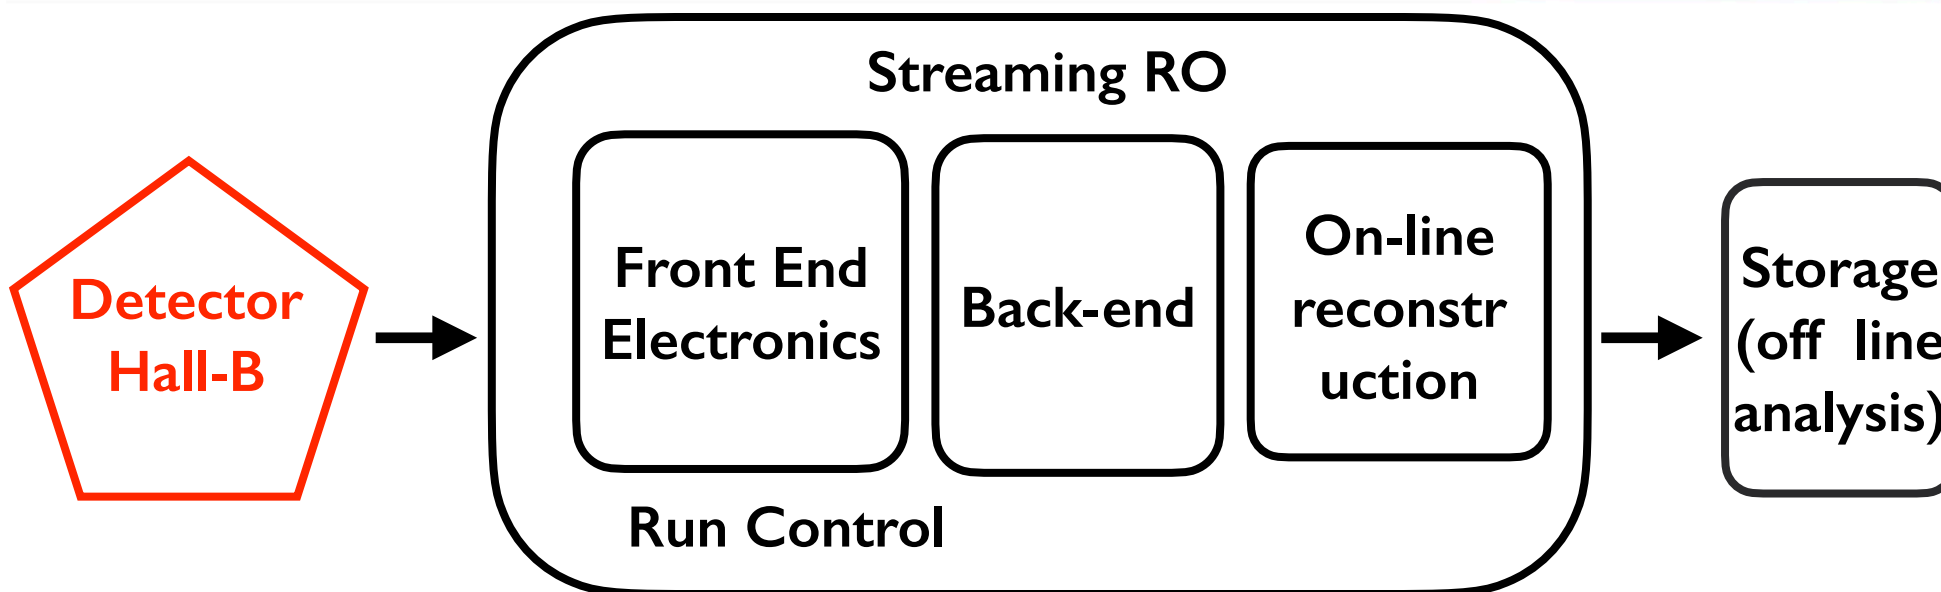 Streaming RO
Detector
Hall-B
Front End
Electronics
Back-end
On-line
reconstr
uction
Storage
(off line
analysis)
Run Control